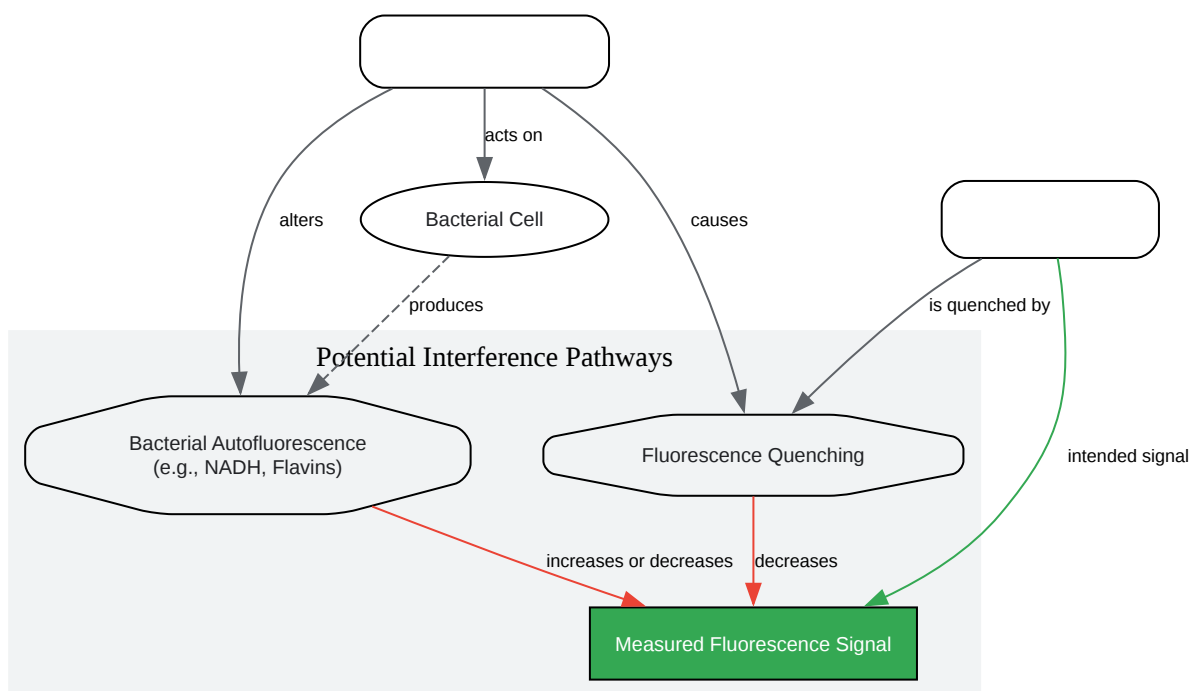 acts on
alters
Bacterial Cell
causes
produces
is quenched by
Potential Interference Pathways
Bacterial Autofluorescence
(e.g., NADH, Flavins)
Fluorescence Quenching
intended signal
increases or decreases
decreases
Measured Fluorescence Signal